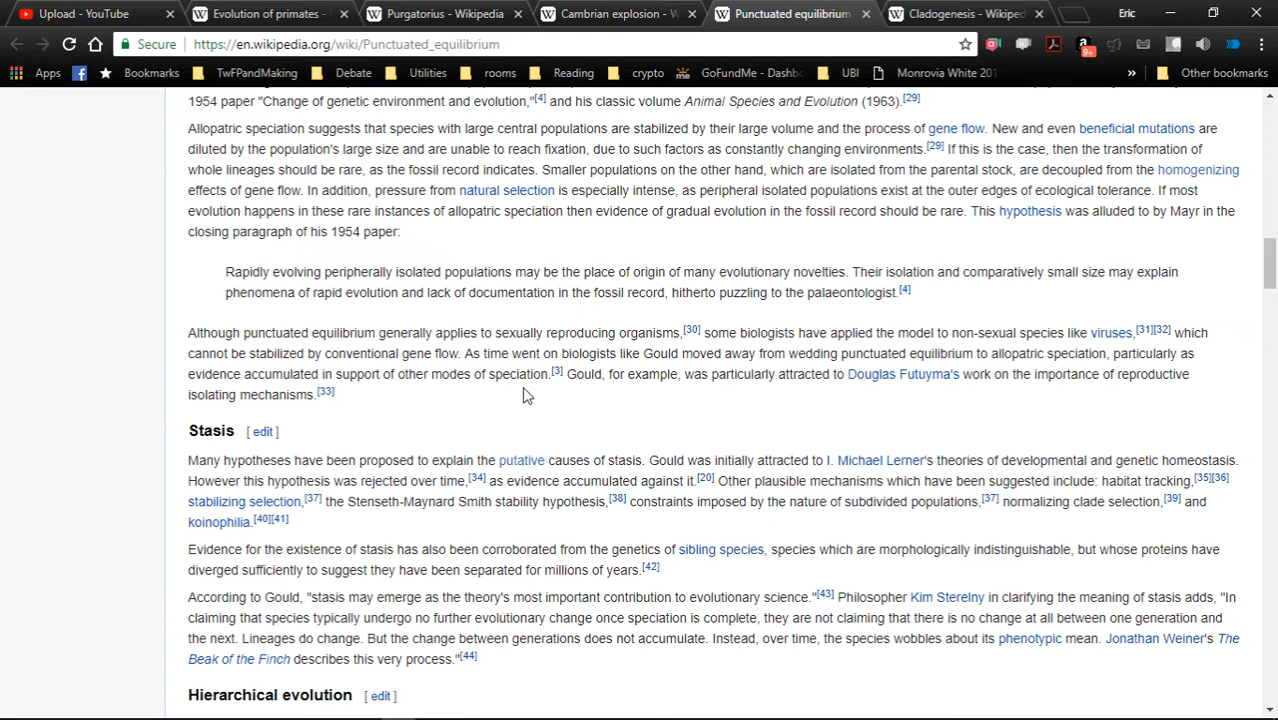 Upload - YouTube
Evolution of primates -
Purgatorius - Wikipedia
Cambrian explosion - W
Punctuated equilibrium
Cladogenesis - Wikiped
Eric
Secure
https://en.wikipedia.org/wiki/Punctuated_equilibrium
9+
Apps
Bookmarks
TwFPandMaking
Debate
Utilities
rooms
Reading
crypto
me GoFundMe - Dashb
UBI
Monrovia White 201
»
Other bookmarks
1954 paper "Change of genetic environment and evolution,"[4] and his classic volume Animal Species and Evolution (1963).[29]
Allopatric speciation suggests that species with large central populations are stabilized by their large volume and the process of gene flow. New and even beneficial mutations are
diluted by the population's large size and are unable to reach fixation, due to such factors as constantly changing environments.[29] If this is the case, then the transformation of
whole lineages should be rare, as the fossil record indicates. Smaller populations on the other hand, which are isolated from the parental stock, are decoupled from the homogenizing
effects of gene flow. In addition, pressure from natural selection is especially intense, as peripheral isolated populations exist at the outer edges of ecological tolerance. If most
evolution happens in these rare instances of allopatric speciation then evidence of gradual evolution in the fossil record should be rare. This hypothesis was alluded to by Mayr in the
closing paragraph of his 1954 paper:
Rapidly evolving peripherally isolated populations may be the place of origin of many evolutionary novelties. Their isolation and comparatively small size may explain
phenomena of rapid evolution and lack of documentation in the fossil record, hitherto puzzling to the palaeontologist.[4]
Although punctuated equilibrium generally applies to sexually reproducing organisms,[30] some biologists have applied the model to non-sexual species like viruses,[31][32] which
cannot be stabilized by conventional gene flow. As time went on biologists like Gould moved away from wedding punctuated equilibrium to allopatric speciation, particularly as
evidence accumulated in support of other modes of speciation.[3] Gould, for example, was particularly attracted to Douglas Futuyma's work on the importance of reproductive
isolating mechanisms.[33]
Stasis [ edit ]
Many hypotheses have been proposed to explain the putative causes of stasis. Gould was initially attracted to I. Michael Lerner's theories of developmental and genetic homeostasis.
However this hypothesis was rejected over time,[34] as evidence accumulated against it.[20] Other plausible mechanisms which have been suggested include: habitat tracking,[35][36]
stabilizing selection,[37] the Stenseth-Maynard Smith stability hypothesis,[38] constraints imposed by the nature of subdivided populations,[37] normalizing clade selection,[39] and
koinophilia.[40][41]
Evidence for the existence of stasis has also been corroborated from the genetics of sibling species, species which are morphologically indistinguishable, but whose proteins have
diverged sufficiently to suggest they have been separated for millions of years.[42]
According to Gould, "stasis may emerge as the theory's most important contribution to evolutionary science."[43] Philosopher Kim Sterelny in clarifying the meaning of stasis adds, "In
claiming that species typically undergo no further evolutionary change once speciation is complete, they are not claiming that there is no change at all between one generation and
the next. Lineages do change. But the change between generations does not accumulate. Instead, over time, the species wobbles about its phenotypic mean. Jonathan Weiner's The
Beak of the Finch describes this very process."[44]
Hierarchical evolution [ edit ]